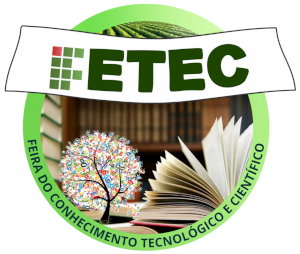 FETEC
FEIRA DO CONHECIMENTO TECNOLÓGICO E CIENTÍFICO